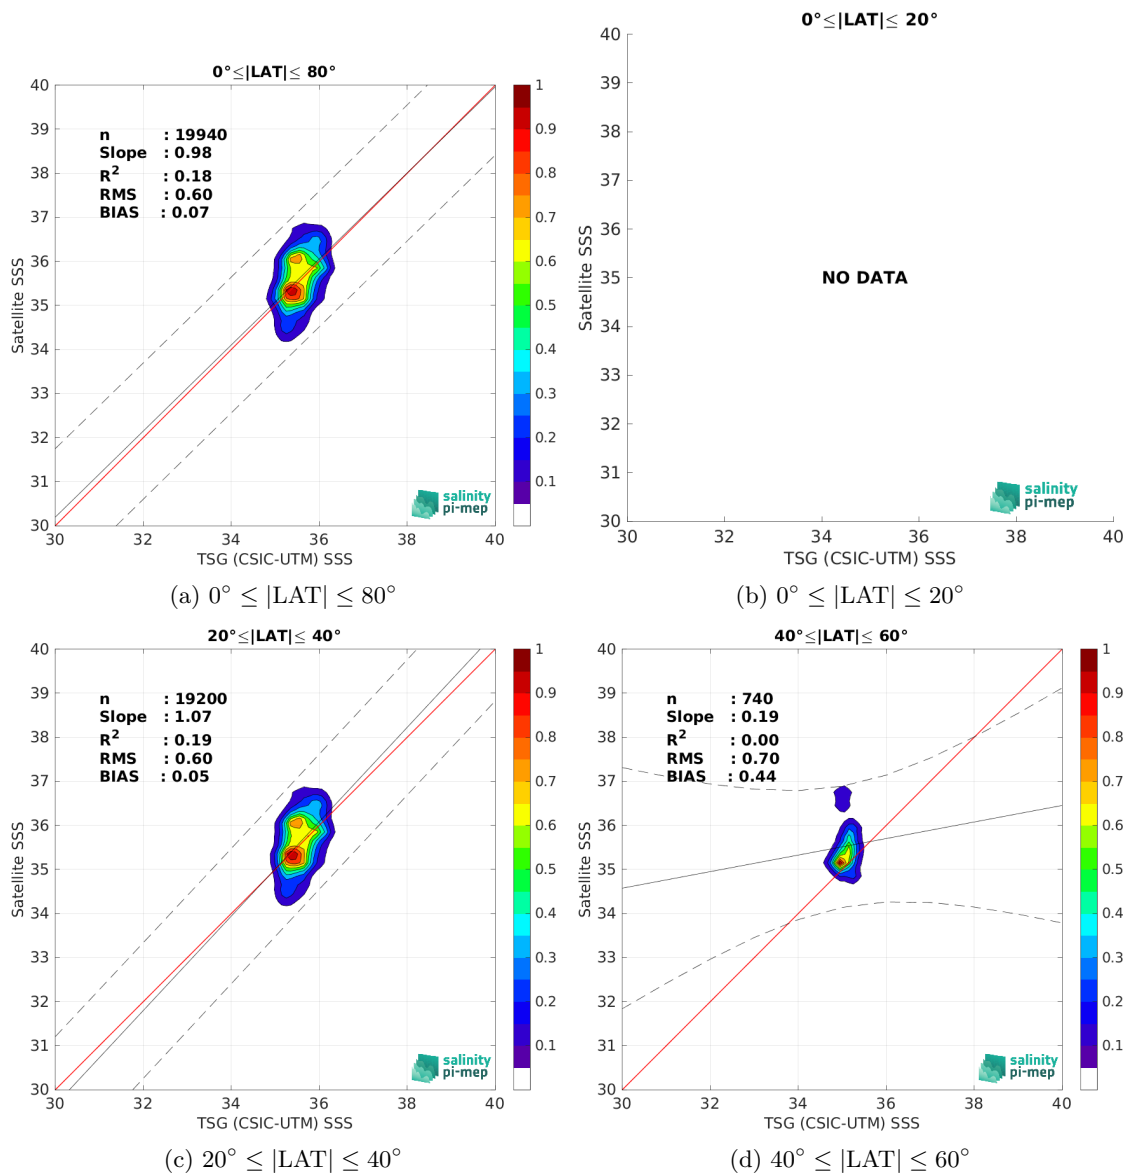 0°≤|LAT|≤ 80°
n : 19940
Slope : 0.98
R² : 0.18
RMS : 0.60
BIAS : 0.07
Satellite SSS
40
39
38
37
36
35
34
33
32
31
30
30 32 34 36 38 40
TSG (CSIC-UTM) SSS
1
0.9
0.8
0.7
0.6
0.5
0.4
0.3
0.2
0.1
salinity
pi-mep
(a) 0° ≤ |LAT| ≤ 80°
0°≤|LAT|≤ 20°
NO DATA
Satellite SSS
40
39
38
37
36
35
34
33
32
31
30
30 32 34 36 38 40
TSG (CSIC-UTM) SSS
salinity
pi-mep
(b) 0° ≤ |LAT| ≤ 20°
20°≤|LAT|≤ 40°
n : 19200
Slope : 1.07
R² : 0.19
RMS : 0.60
BIAS : 0.05
Satellite SSS
40
39
38
37
36
35
34
33
32
31
30
30 32 34 36 38 40
TSG (CSIC-UTM) SSS
1
0.9
0.8
0.7
0.6
0.5
0.4
0.3
0.2
0.1
salinity
pi-mep
(c) 20° ≤ |LAT| ≤ 40°
40°≤|LAT|≤ 60°
n : 740
Slope : 0.19
R² : 0.00
RMS : 0.70
BIAS : 0.44
Satellite SSS
40
39
38
37
36
35
34
33
32
31
30
30 32 34 36 38 40
TSG (CSIC-UTM) SSS
1
0.9
0.8
0.7
0.6
0.5
0.4
0.3
0.2
0.1
salinity
pi-mep
(d) 40° ≤ |LAT| ≤ 60°